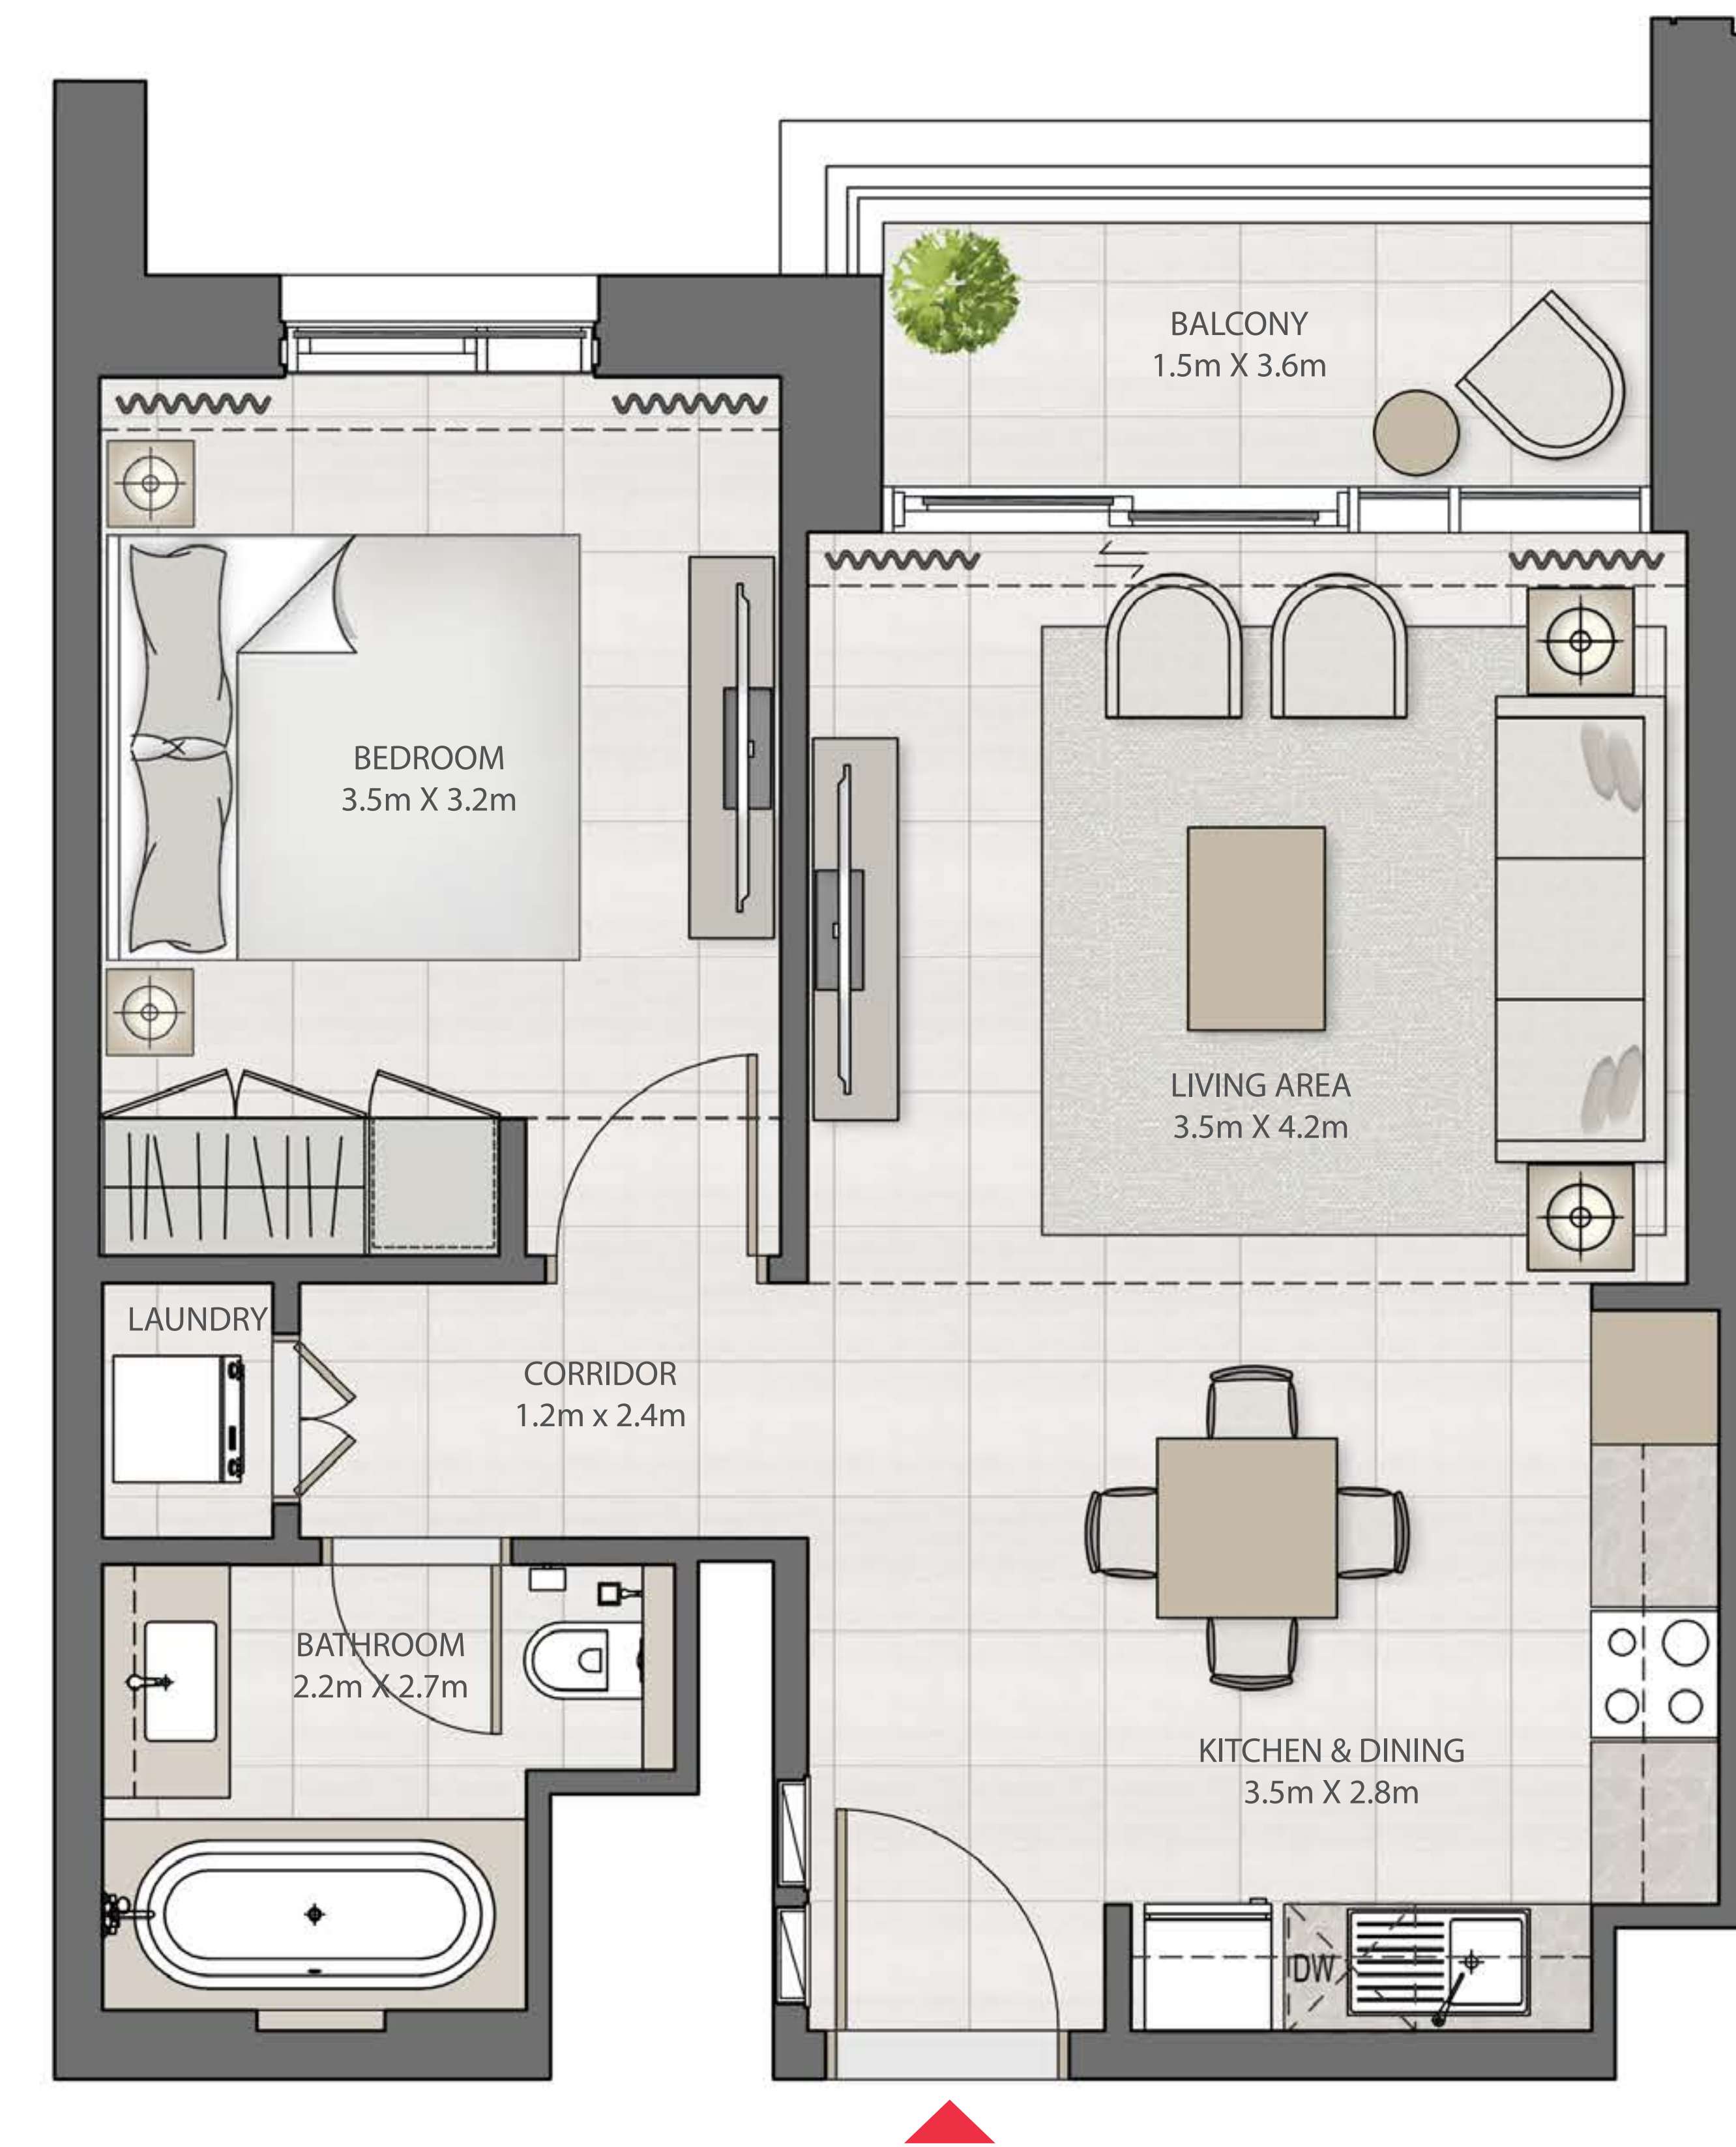 BALCONY
1.5m X 3.6m
BEDROOM
3.5m X 3.2m
LIVING AREA
3.5m X 4.2m
LAUNDRY
CORRIDOR
1.2m x 2.4m
BATHROOM
2.2m X 2.7m
KITCHEN & DINING
3.5m X 2.8m
DW